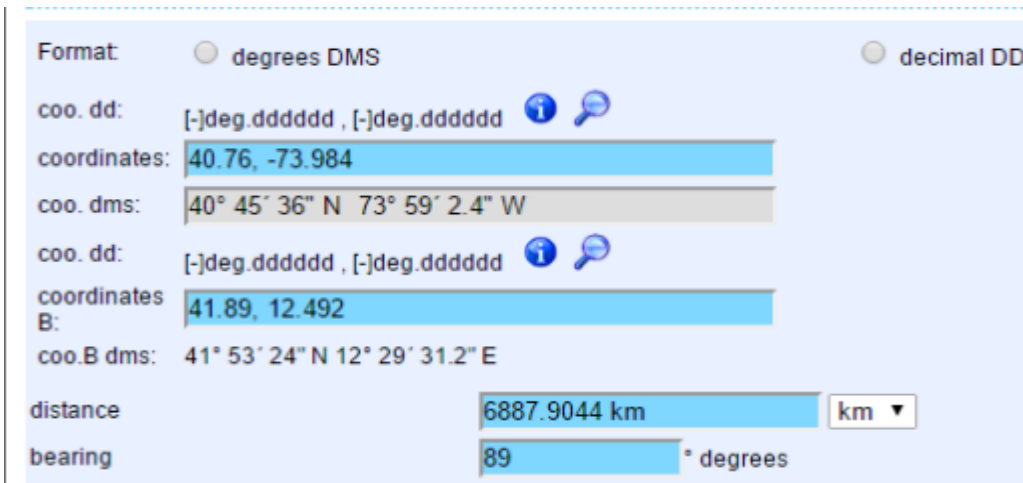 Format: degrees DMS decimal DD
coo. dd: [-]deg.dddddd , [-]deg.dddddd
coordinates: 40.76, -73.984
coo. dms: 40° 45´ 36" N 73° 59´ 2.4" W
coo. dd: [-]deg.dddddd , [-]deg.dddddd
coordinates
B: 41.89, 12.492
coo.B dms: 41° 53´ 24" N 12° 29´ 31.2" E
distance 6887.9044 km km ▼
bearing 89 ° degrees